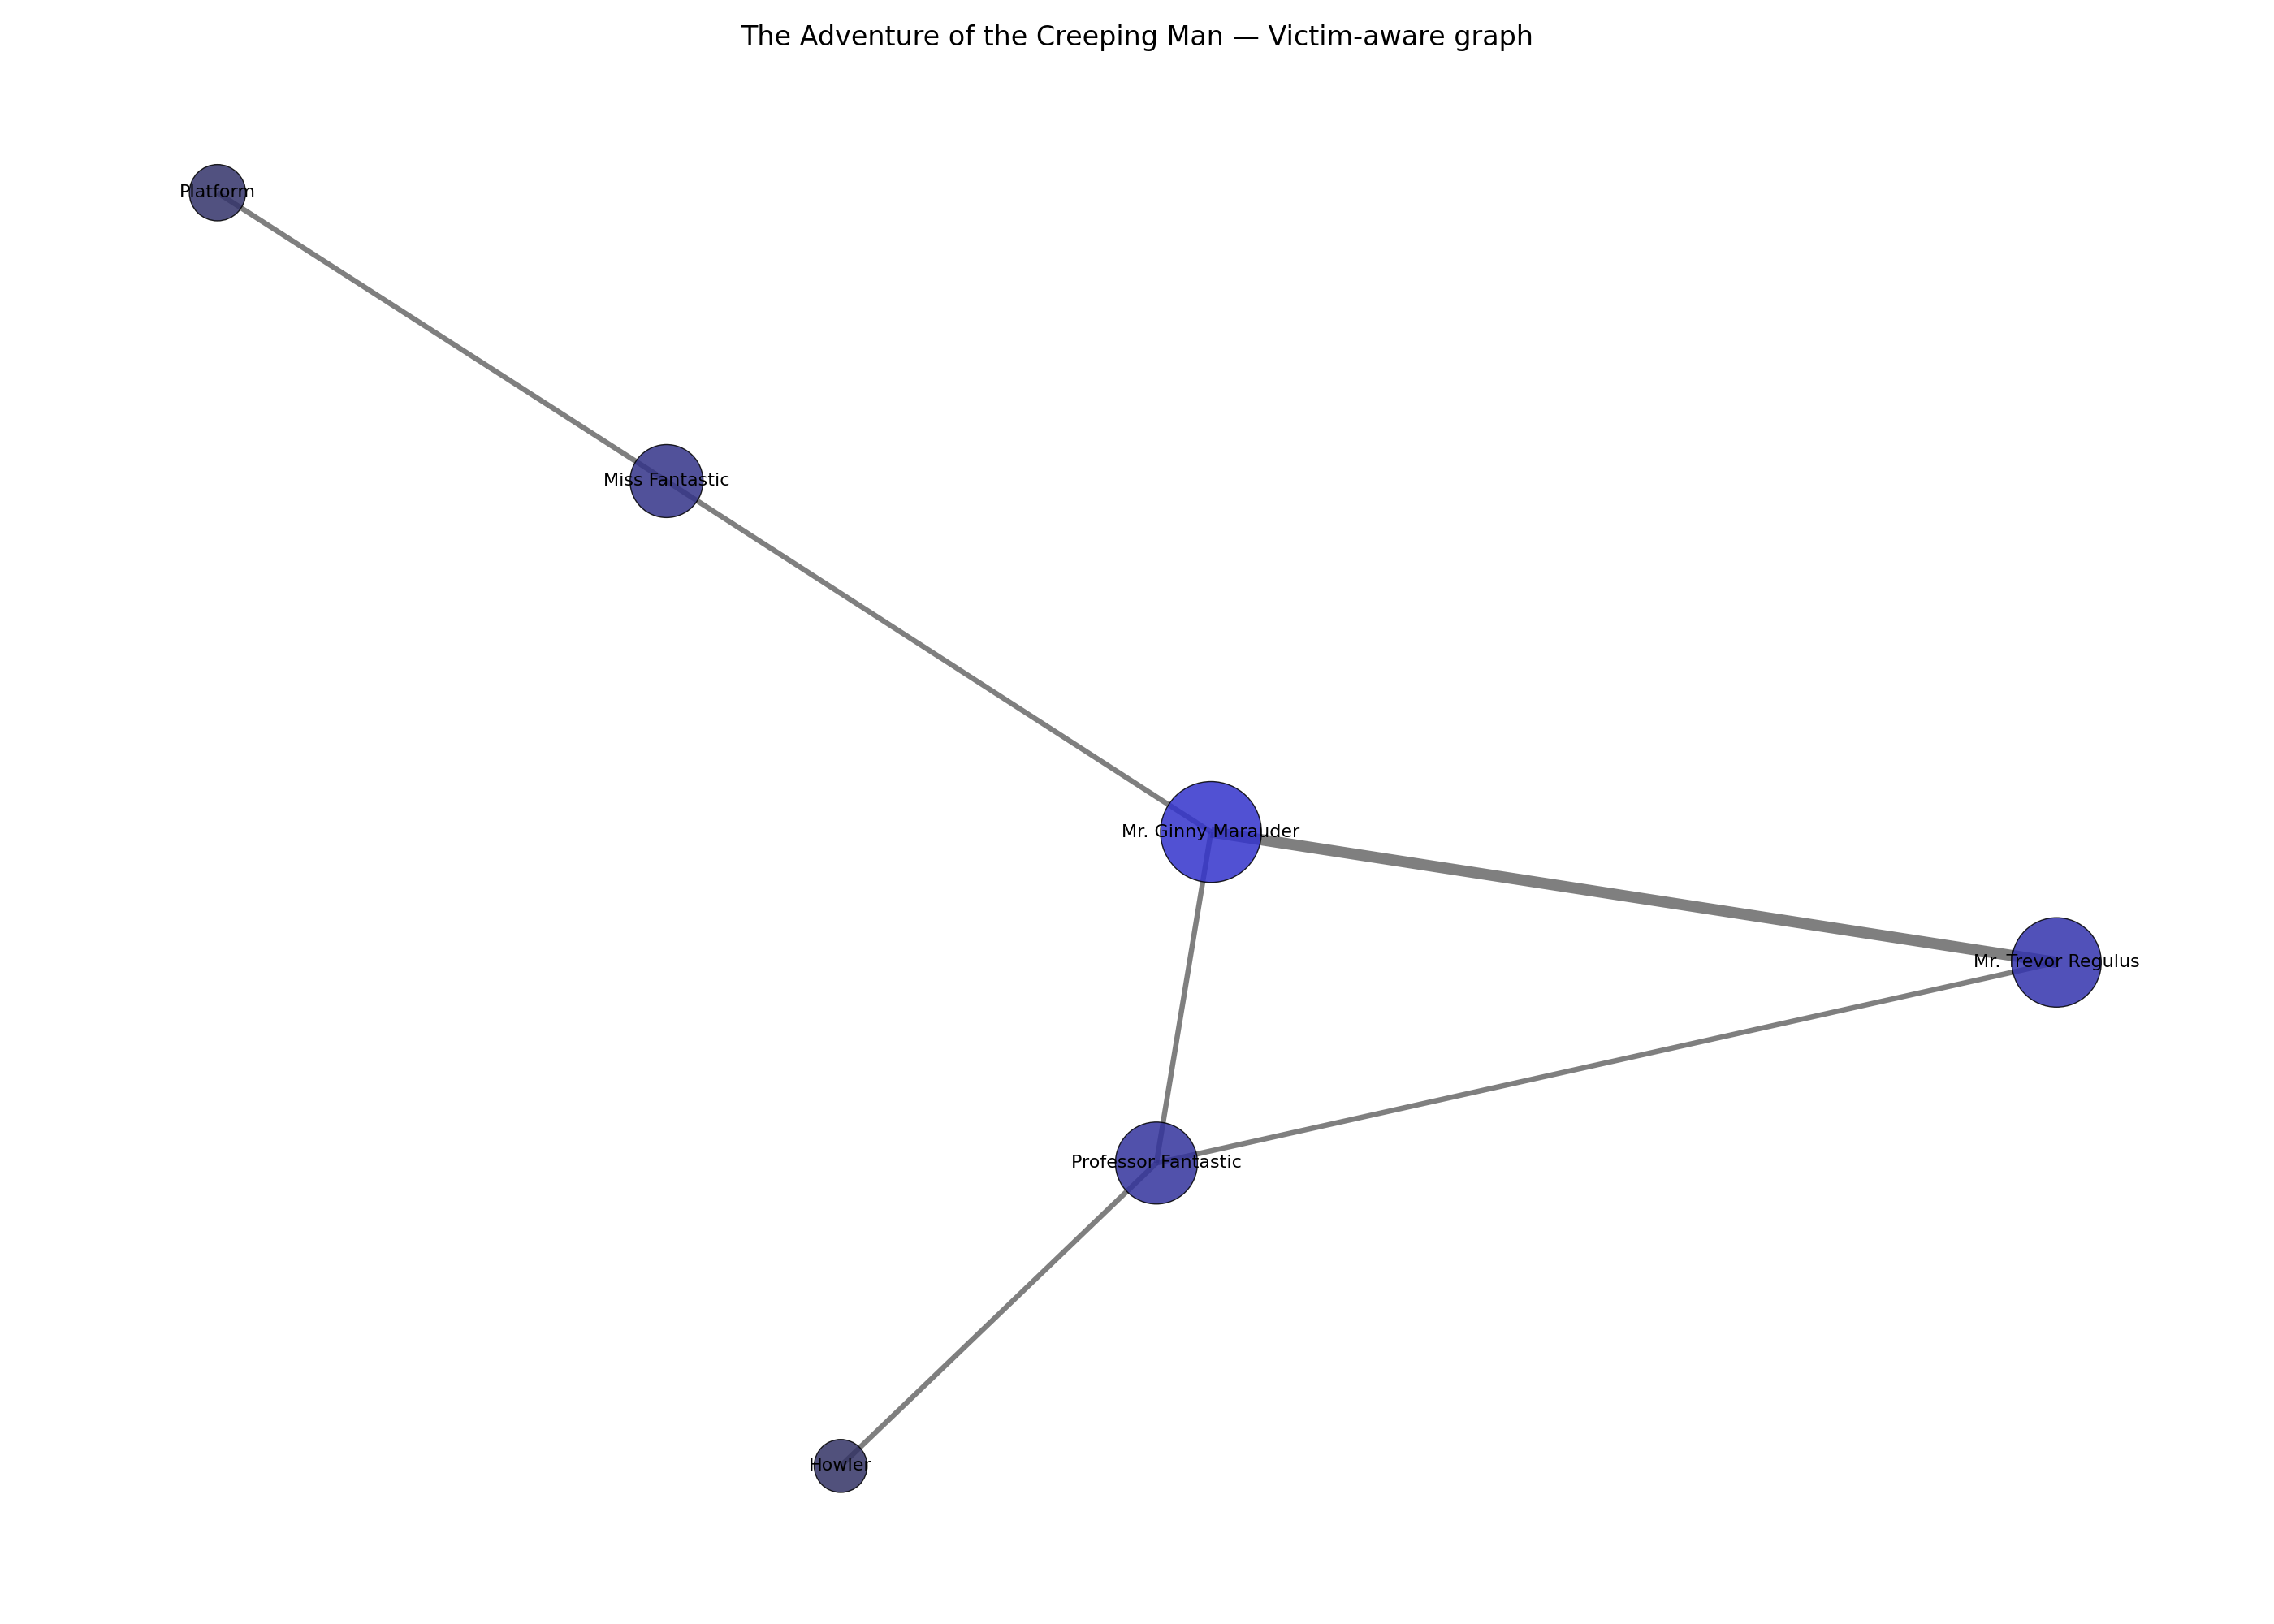 The Adventure of the Creeping Man — Victim-aware graph
Platform
Miss Fantastic
Mr. Ginny Marauder
Mr. Trevor Regulus
Professor Fantastic
Howler